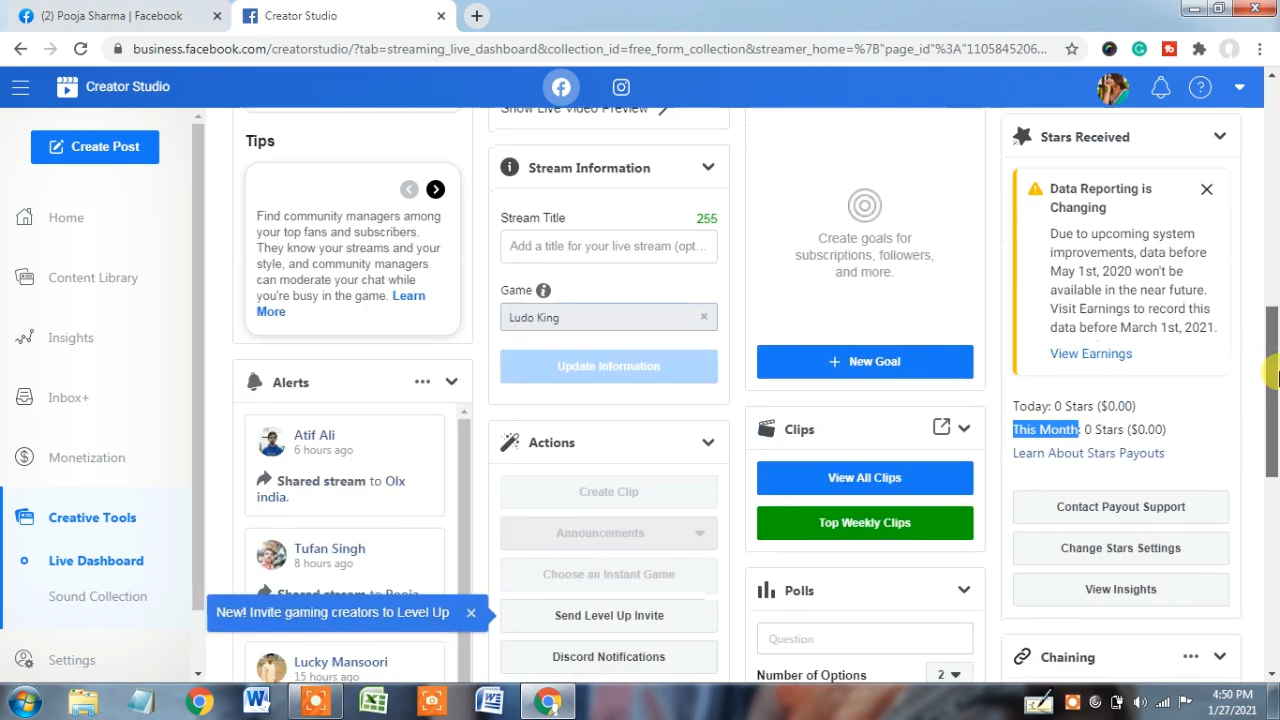 (2) Pooja Sharma | Facebook
Creator Studio
business.facebook.com/creatorstudio/?tab=streaming_live_dashboard&collection_id=free_form_collection&streamer_home=%7B"page_id"%3A"1105845206...
Creator Studio
Create Post
Home
Content Library
Insights
Inbox+
Monetization
Creative Tools
Live Dashboard
Sound Collection
Settings
Tips
Find community managers among
your top fans and subscribers.
They know your streams and your
style, and community managers
can moderate your chat while
you're busy in the game. Learn
More
Alerts
Atif Ali
6 hours ago
Shared stream to Olx
india.
Tufan Singh
8 hours ago
Shared stream to Pooja
New! Invite gaming creators to Level Up
Lucky Mansoori
15 hours ago
Show Live Video Preview
Stream Information
Stream Title 255
Add a title for your live stream (opt...
Game
Ludo King
Update Information
Actions
Create Clip
Announcements
Choose an Instant Game
Send Level Up Invite
Discord Notifications
Create goals for
subscriptions, followers,
and more.
+ New Goal
Clips
View All Clips
Top Weekly Clips
Polls
Question
Number of Options 2
Stars Received
Data Reporting is
Changing
Due to upcoming system
improvements, data before
May 1st, 2020 won't be
available in the near future.
Visit Earnings to record this
data before March 1st, 2021.
View Earnings
Today: 0 Stars ($0.00)
This Month: 0 Stars ($0.00)
Learn About Stars Payouts
Contact Payout Support
Change Stars Settings
View Insights
Chaining
4:50 PM
1/27/2021